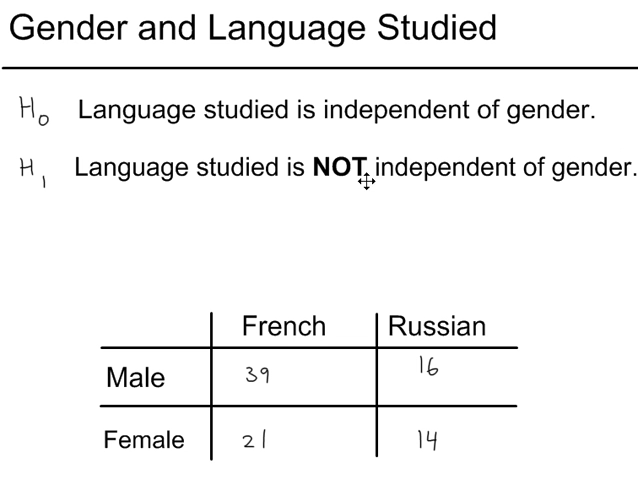 Gender and Language Studied
H₀ Language studied is independent of gender.
H₁ Language studied is NOT independent of gender.
French Russian
Male 39 16
Female 21 14